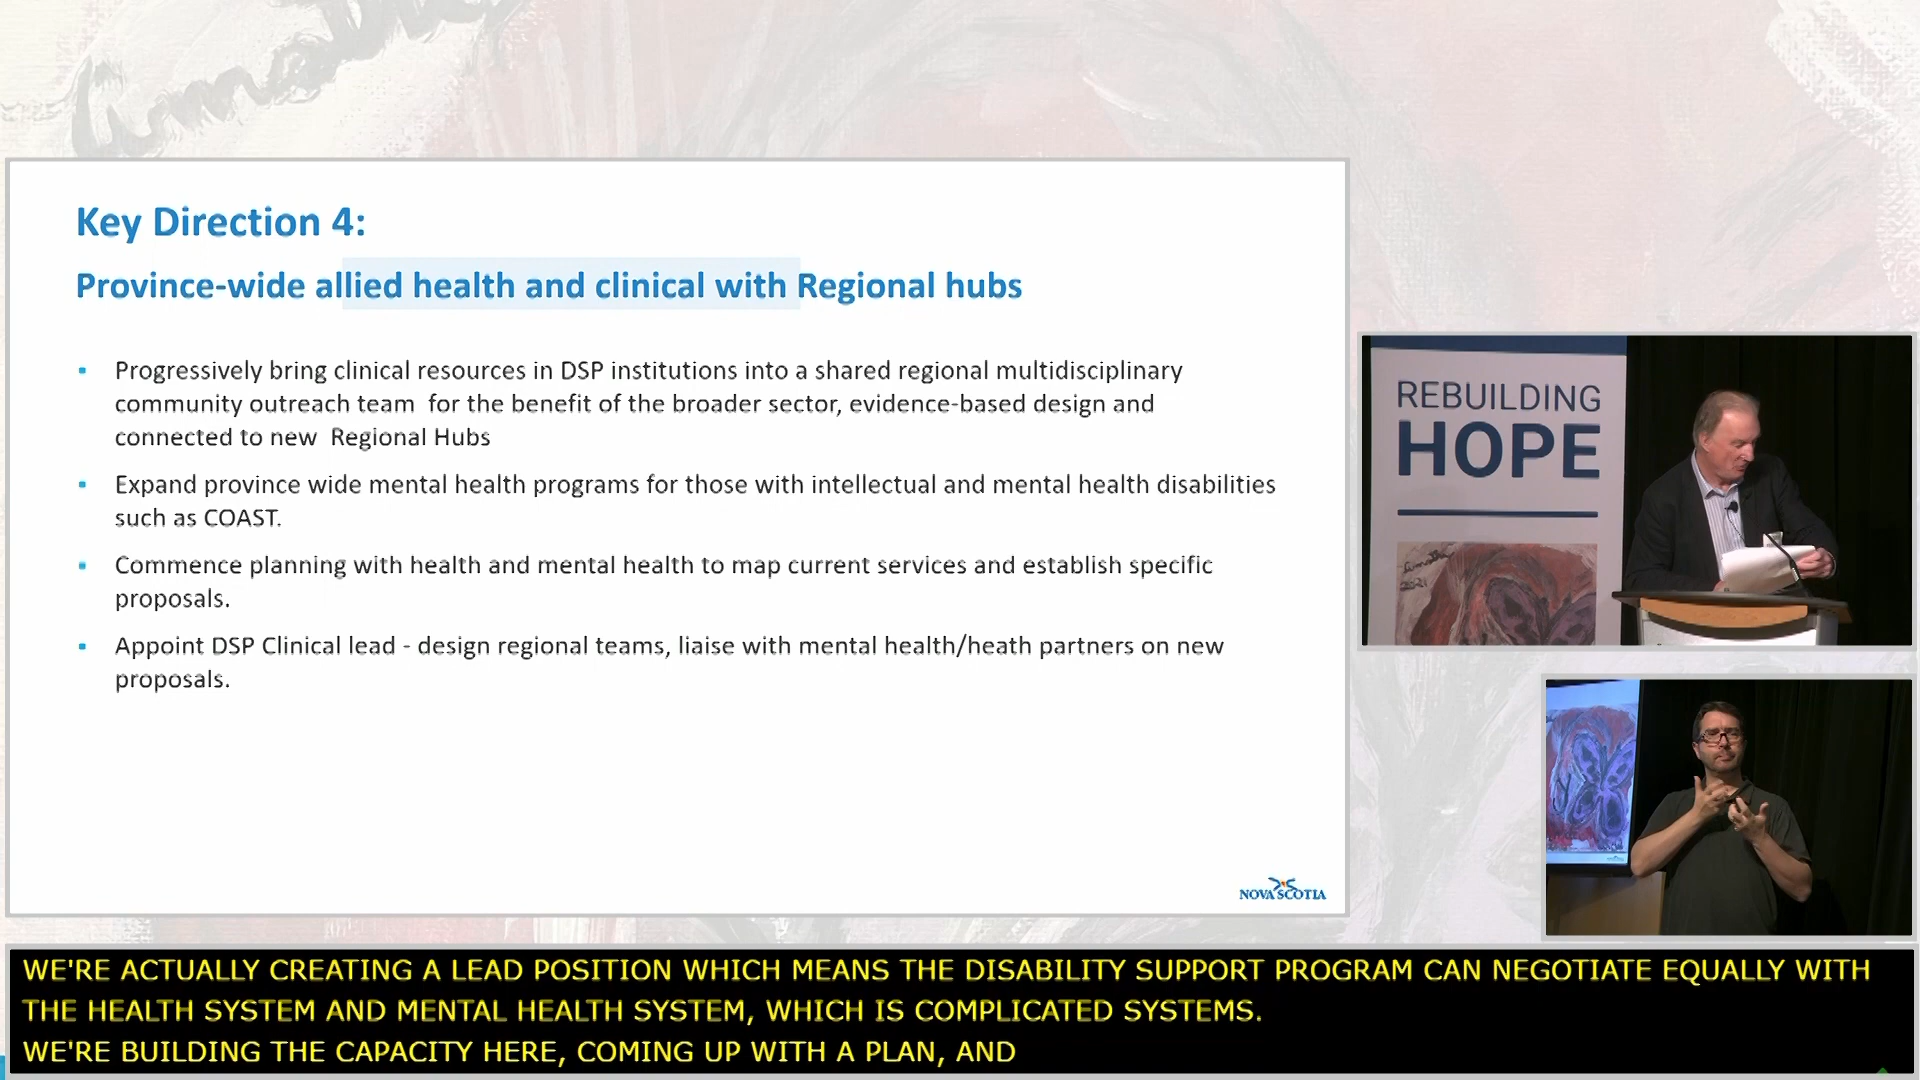 Key Direction 4:
Province-wide allied health and clinical with Regional hubs
Progressively bring clinical resources in DSP institutions into a shared regional multidisciplinary
community outreach team  for the benefit of the broader sector, evidence-based design and
connected to new  Regional Hubs
Expand province wide mental health programs for those with intellectual and mental health disabilities
such as COAST.
Commence planning with health and mental health to map current services and establish specific
proposals.
Appoint DSP Clinical lead - design regional teams, liaise with mental health/heath partners on new
proposals.
NOVA SCOTIA
REBUILDING
HOPE
WE'RE ACTUALLY CREATING A LEAD POSITION WHICH MEANS THE DISABILITY SUPPORT PROGRAM CAN NEGOTIATE EQUALLY WITH
THE HEALTH SYSTEM AND MENTAL HEALTH SYSTEM, WHICH IS COMPLICATED SYSTEMS.
WE'RE BUILDING THE CAPACITY HERE, COMING UP WITH A PLAN, AND